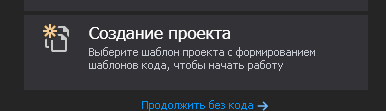 Создание проекта
Выберите шаблон проекта с формированием
шаблонов кода, чтобы начать работу
Продолжить без кода →